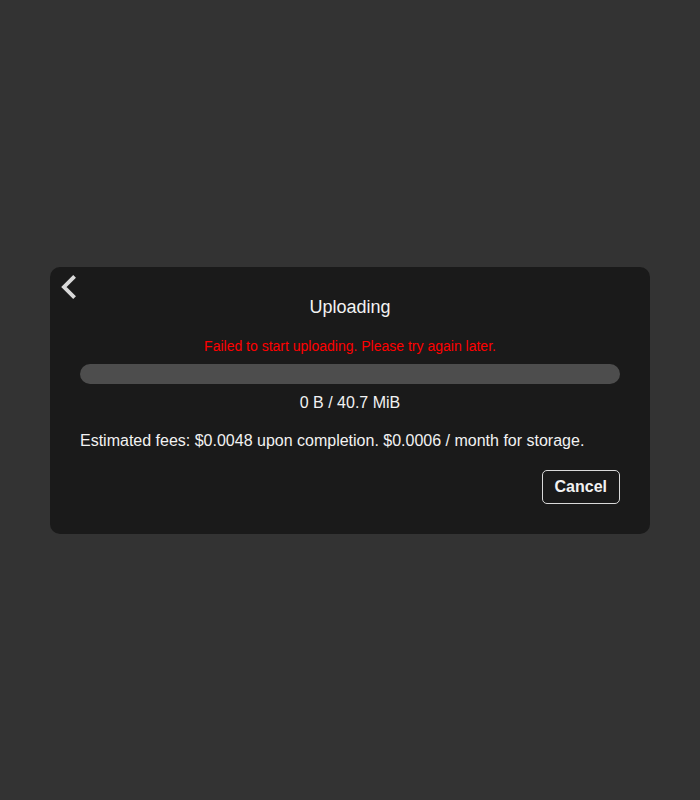 Uploading
Failed to start uploading. Please try again later.
0 B / 40.7 MiB
Estimated fees: $0.0048 upon completion. $0.0006 / month for storage.
Cancel